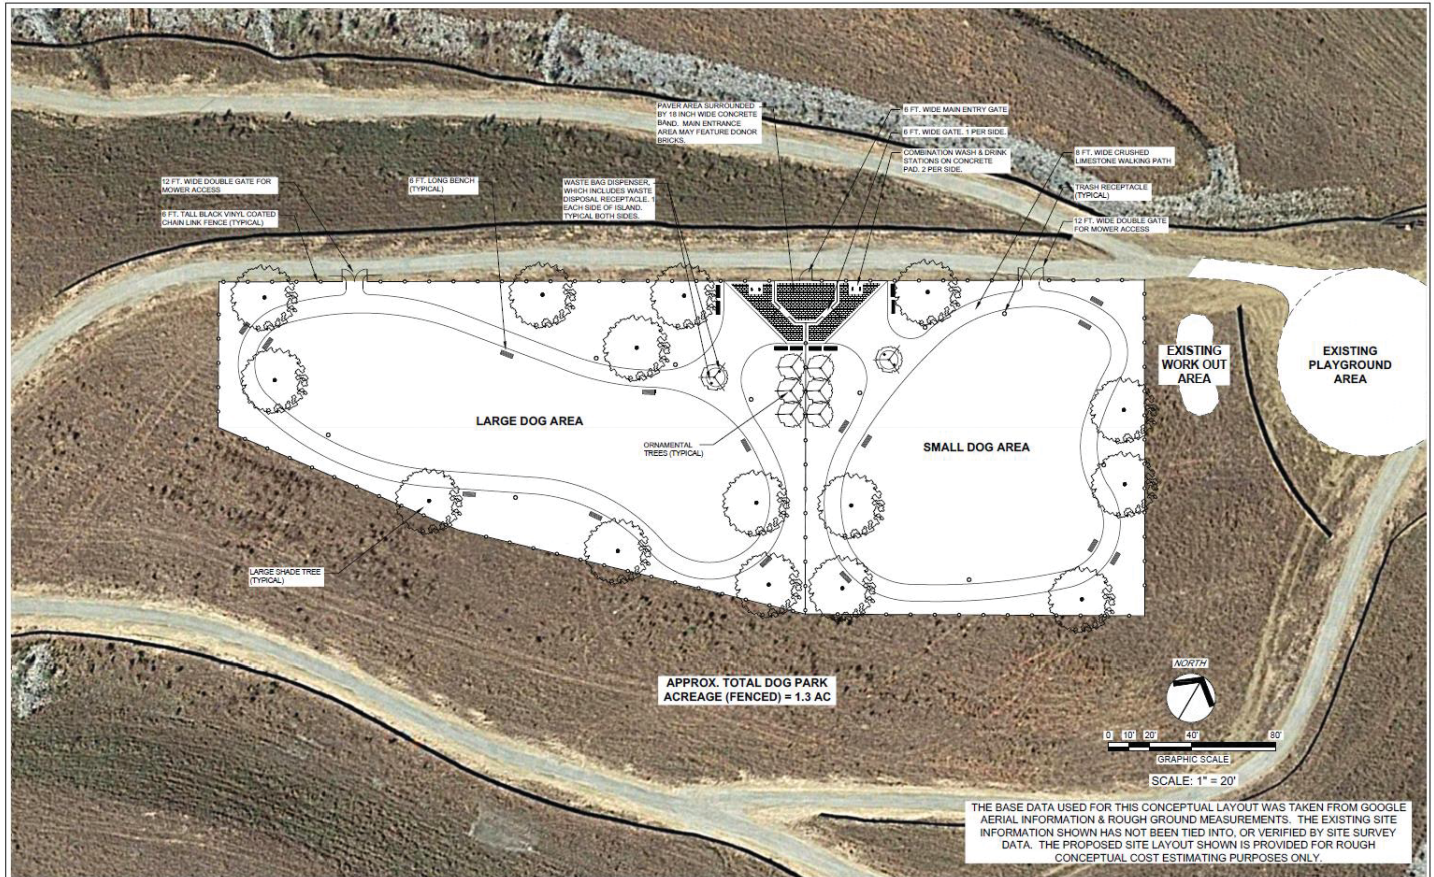 PAVER AREA SURROUNDED
BY 18 INCH WIDE CONCRETE
BAND. MAIN ENTRANCE
AREA MAY FEATURE DONOR
BRICKS.
6 FT. WIDE MAIN ENTRY GATE
6 FT. WIDE GATE. 1 PER SIDE.
COMBINATION WASH & DRINK
STATIONS ON CONCRETE
PAD. 2 PER SIDE.
8 FT. WIDE CRUSHED
LIMESTONE WALKING PATH
TRASH RECEPTACLE
(TYPICAL)
12 FT. WIDE DOUBLE GATE
FOR MOWER ACCESS
12 FT. WIDE DOUBLE GATE FOR
MOWER ACCESS
6 FT. TALL BLACK VINYL COATED
CHAIN LINK FENCE (TYPICAL)
6 FT. LONG BENCH
(TYPICAL)
WASTE BAG DISPENSER,
WHICH INCLUDES WASTE
DISPOSAL RECEPTACLE. 1
EACH SIDE OF ISLAND.
TYPICAL BOTH SIDES.
EXISTING
WORK OUT
AREA
EXISTING
PLAYGROUND
AREA
LARGE DOG AREA
ORNAMENTAL
TREES (TYPICAL)
SMALL DOG AREA
LARGE SHADE TREE
(TYPICAL)
APPROX. TOTAL DOG PARK
ACREAGE (FENCED) = 1.3 AC
NORTH
0 10' 20' 40' 80'
GRAPHIC SCALE
SCALE: 1" = 20'
THE BASE DATA USED FOR THIS CONCEPTUAL LAYOUT WAS TAKEN FROM GOOGLE
AERIAL INFORMATION & ROUGH GROUND MEASUREMENTS. THE EXISTING SITE
INFORMATION SHOWN HAS NOT BEEN TIED INTO, OR VERIFIED BY SITE SURVEY
DATA. THE PROPOSED SITE LAYOUT SHOWN IS PROVIDED FOR ROUGH
CONCEPTUAL COST ESTIMATING PURPOSES ONLY.